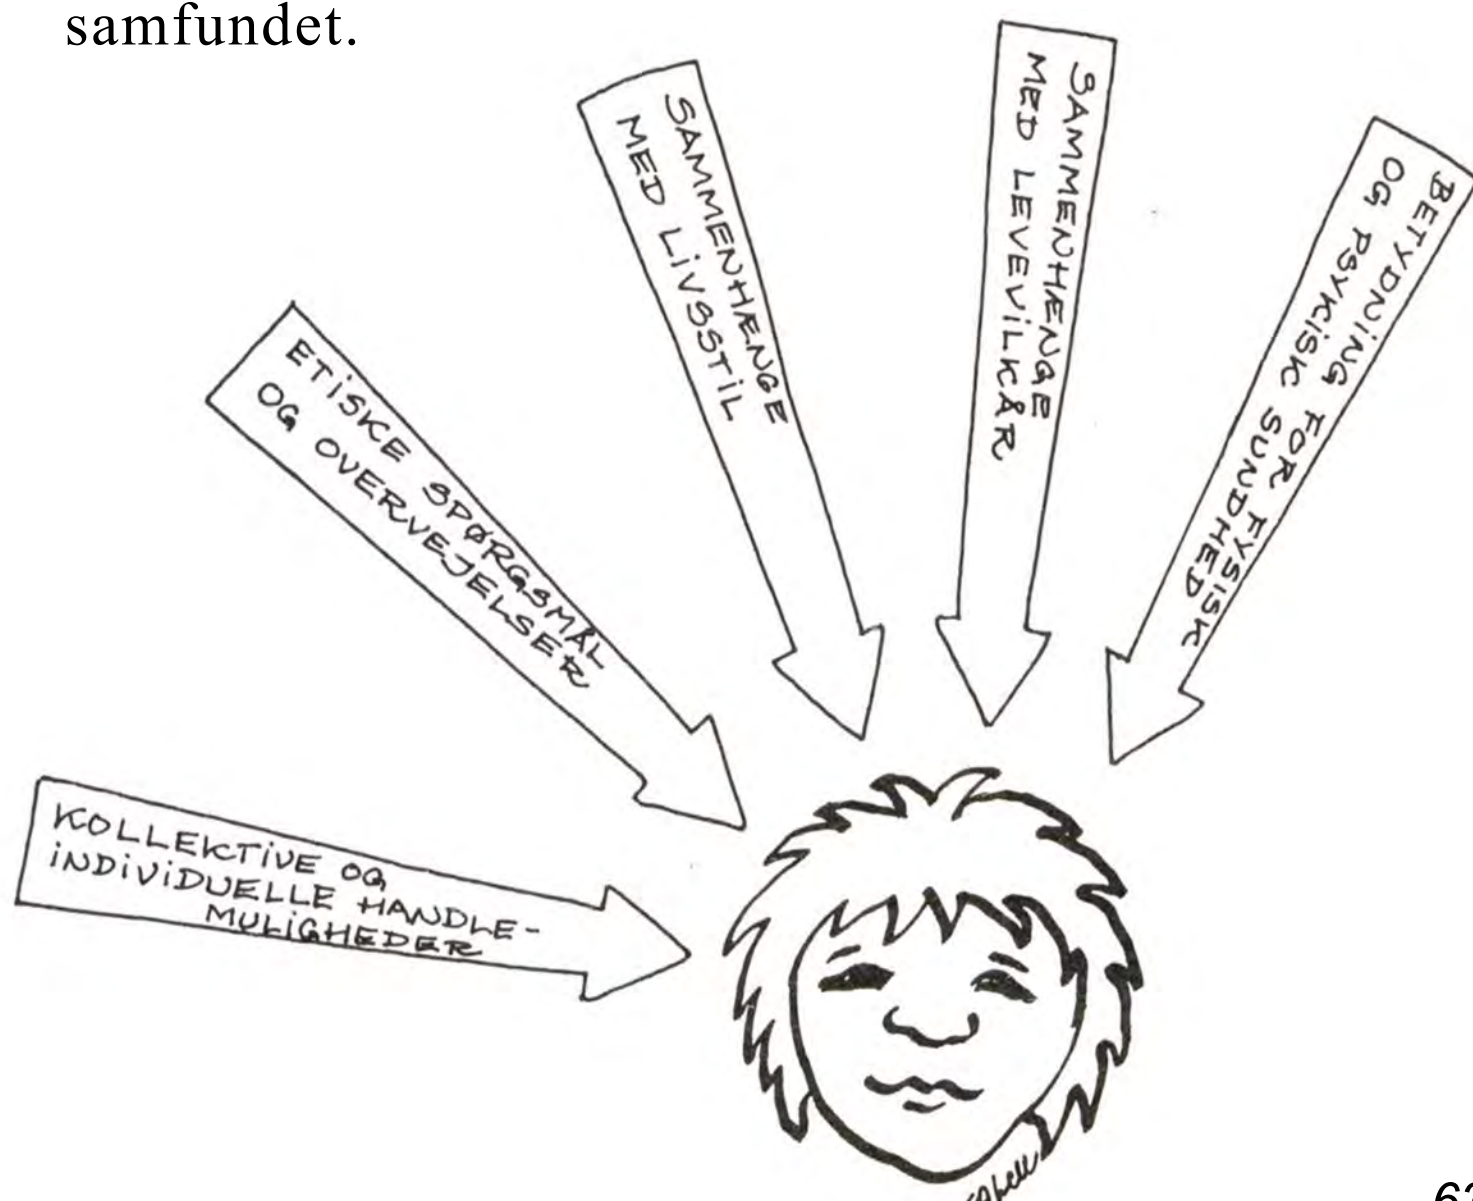 samfundet.
SAMMENHÆNGE
MED LiVSSTiL
SAMMENHÆNGE
MED LEVEViLKÅR
BETYDNiNG FOR FYSiSK
OG PSYKiSK SUNDHED
ETiSKE SPØRGSMÅL
OG OVERVEJELSER
KOLLEKTiVE OG
iNDiViDUELLE HANDLE-
MULiGHEDER